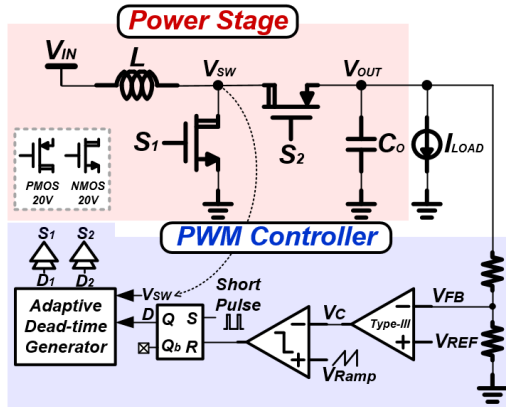 Power Stage
VIN
L
VSW
VOUT
S1
S2
CO
ILOAD
PMOS
20V
NMOS
20V
PWM Controller
S1 S2
D1 D2
Adaptive
Dead-time
Generator
VSW
D
Q S
Qb R
Short
Pulse
VC
VRamp
Type-III
VFB
VREF